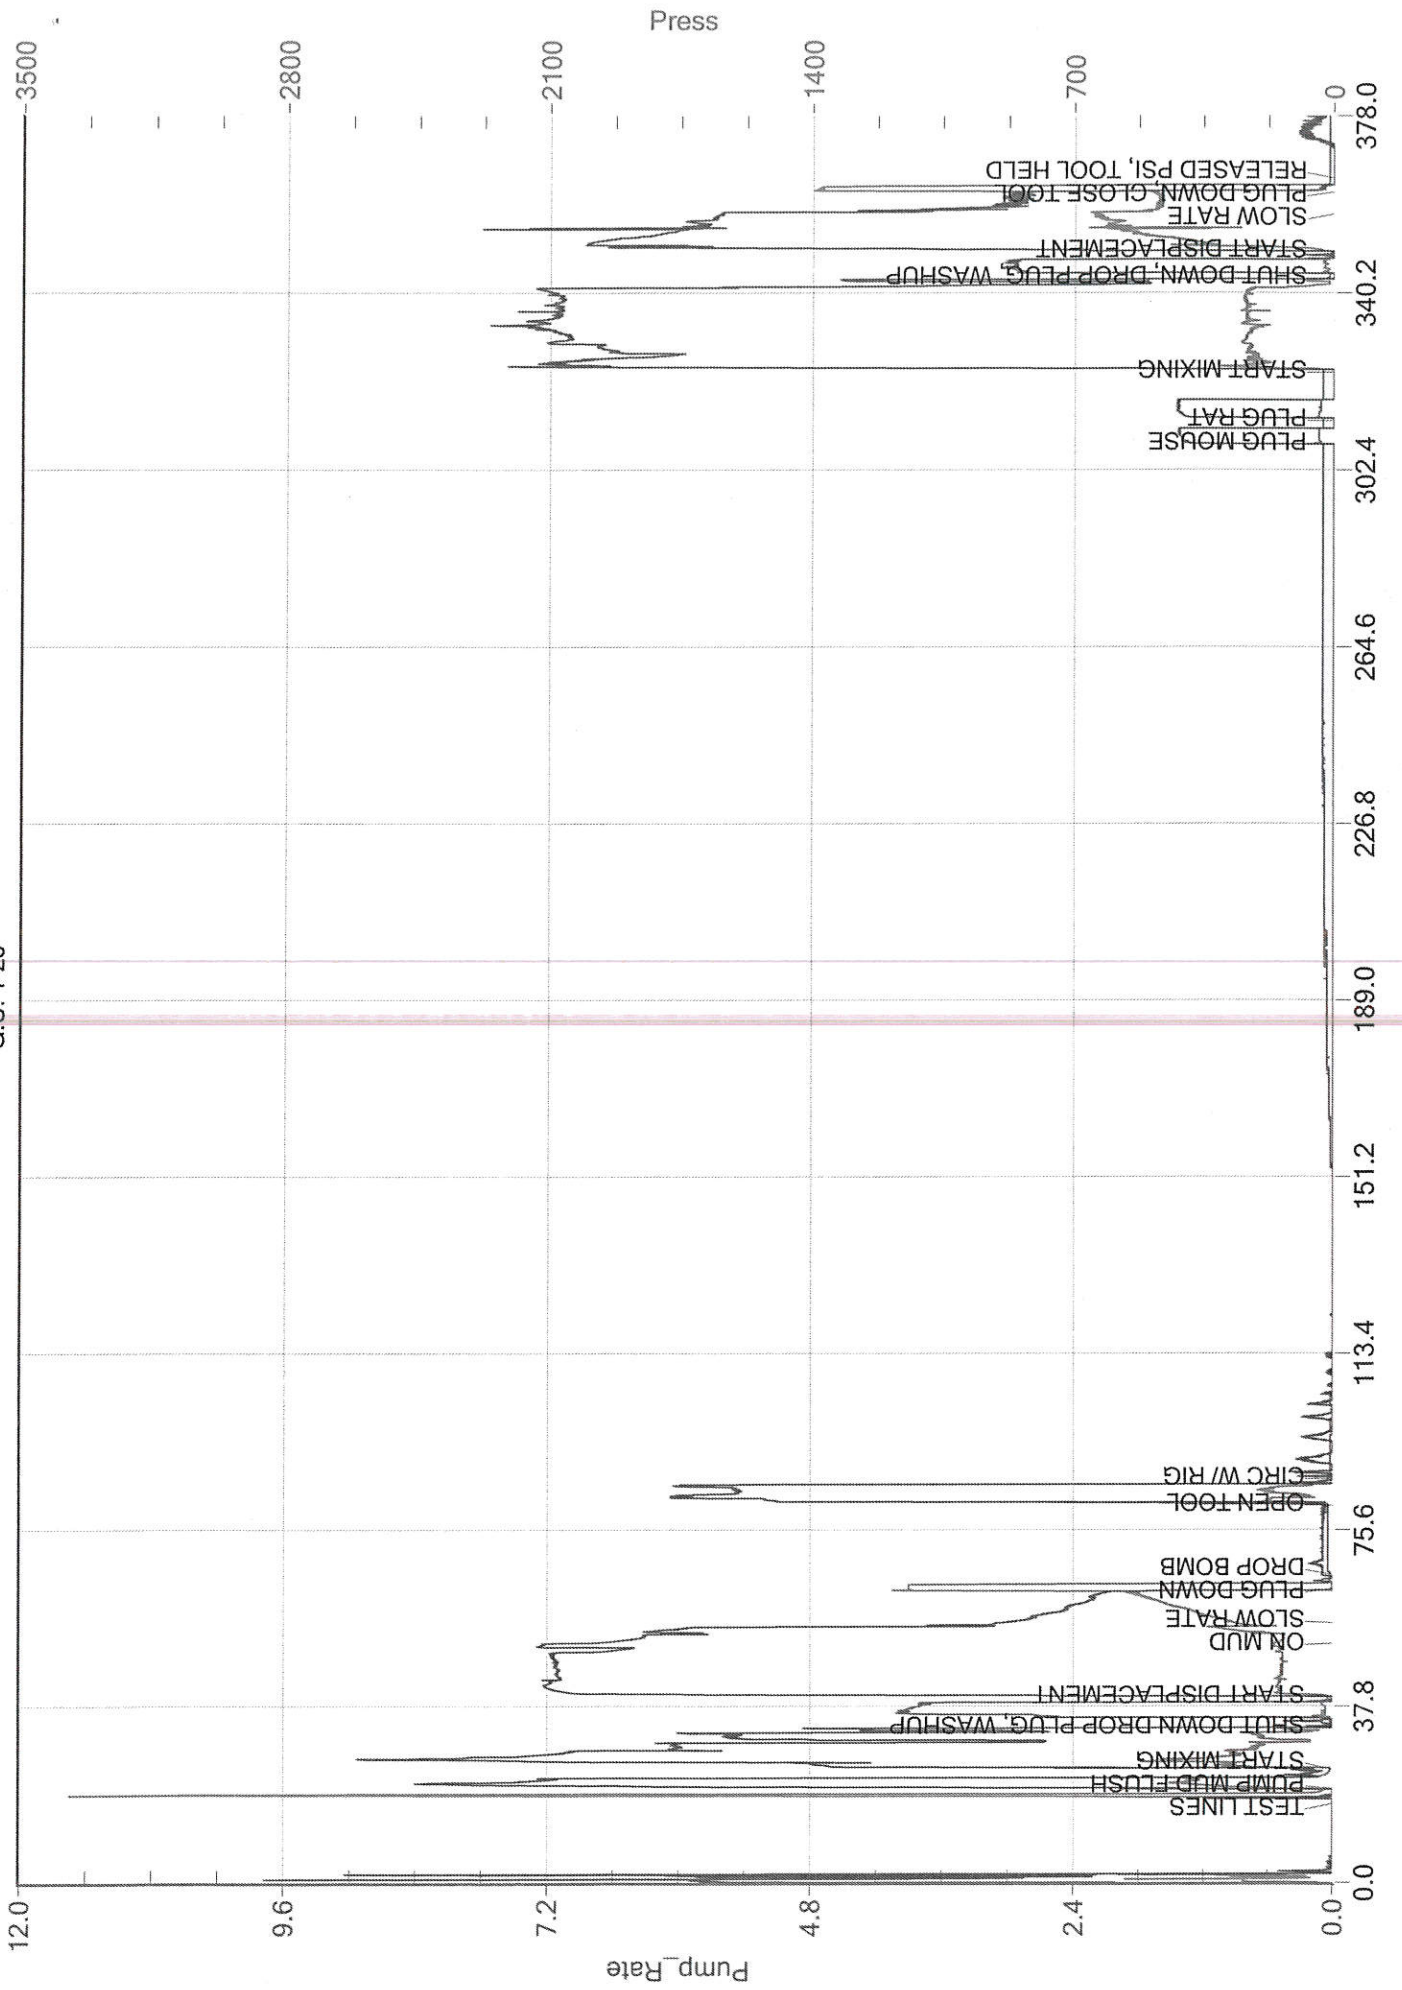 12.0
9.6
7.2
4.8
2.4
0.0
Pump_Rate
3500
2800
2100
1400
700
0
Press
0.0
37.8
75.6
113.4
151.2
189.0
226.8
264.6
302.4
340.2
378.0
TEST LINES
PUMP MUD FLUSH
START MIXING
SHUT DOWN DROP PLUG, WASHUP
START DISPLACEMENT
ON MUD
SLOW RATE
PLUG DOWN
DROP BOMB
OPEN TOOL
CIRC W/ RIG
PLUG MOUSE
PLUG RAT
START MIXING
SHUT DOWN, DROP PLUG, WASHUP
START DISPLACEMENT
SLOW RATE
PLUG DOWN, CLOSE TOOL
RELEASED PSI, TOOL HELD